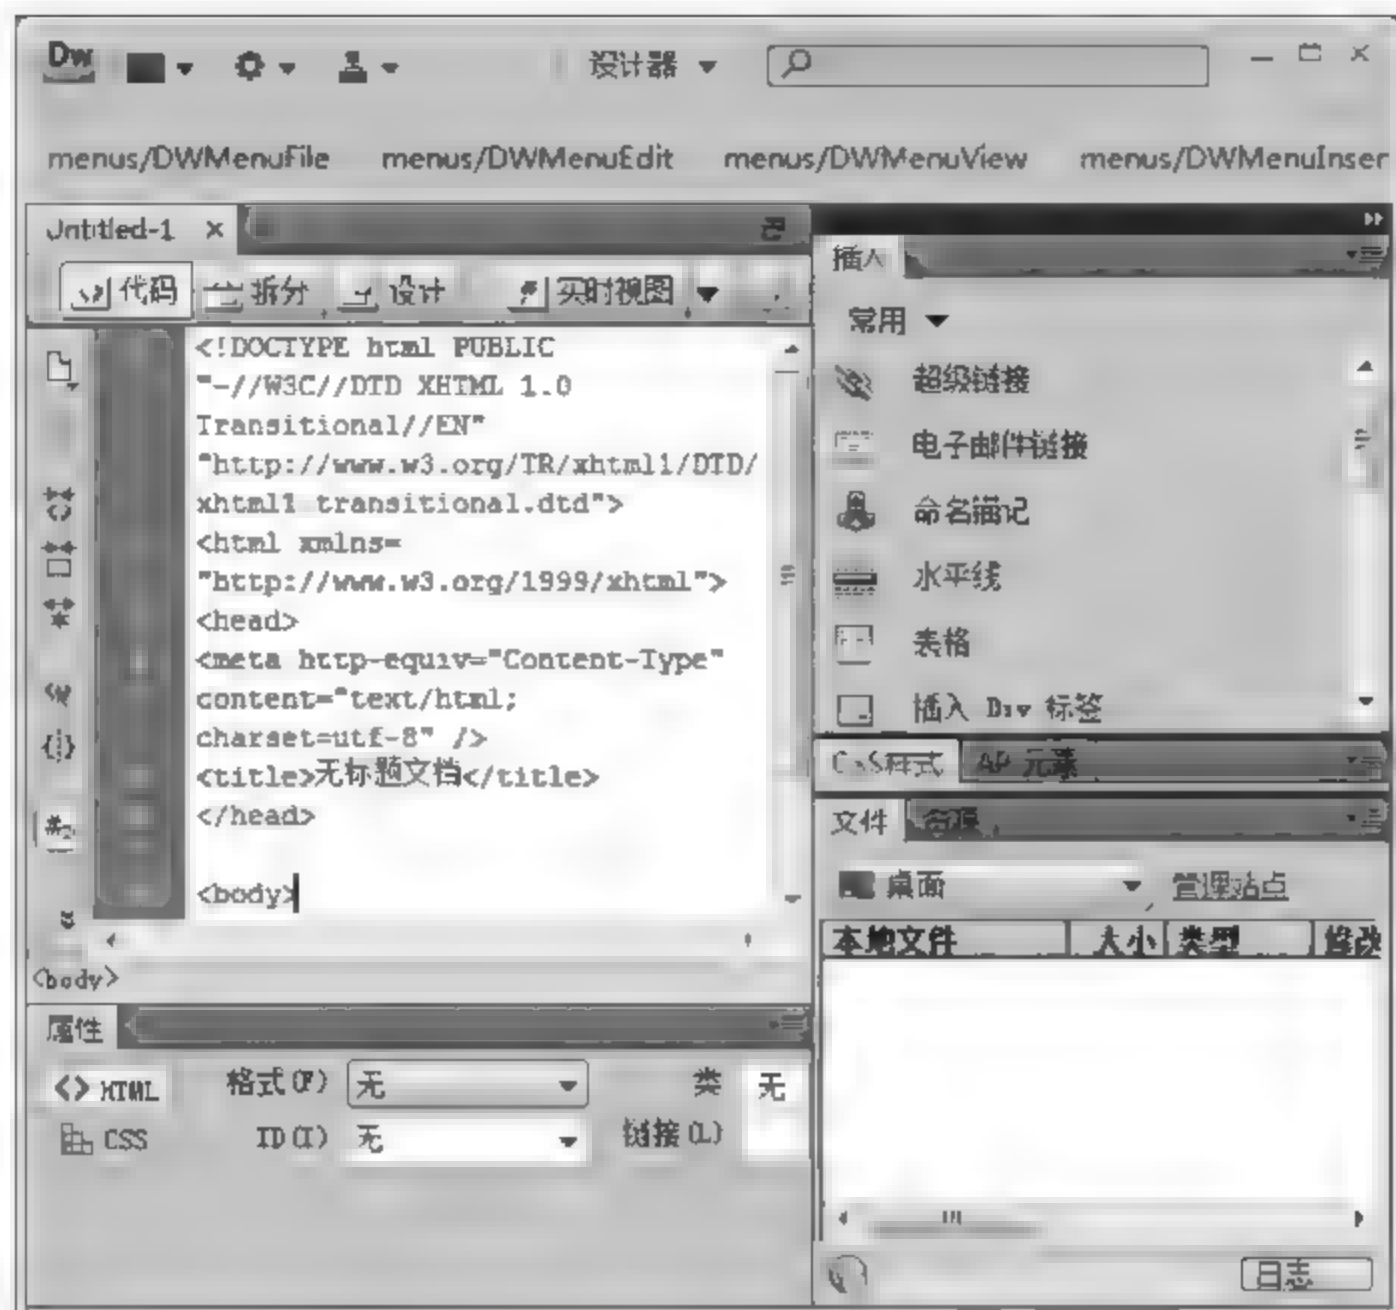 Dw
设计器
menus/DWMenuFile menus/DWMenuEdit menus/DWMenuView menus/DWMenuInser
Untitled-1 ×
代码 拆分 设计 实时视图
<!DOCTYPE html PUBLIC
"-//W3C//DTD XHTML 1.0
Transitional//EN"
"http://www.w3.org/TR/xhtml1/DTD/
xhtml1-transitional.dtd">
<html xmlns=
"http://www.w3.org/1999/xhtml">
<head>
<meta http-equiv="Content-Type"
content="text/html;
charset=utf-8" />
<title>无标题文档</title>
</head>
<body>
<body>
属性
<> HTML 格式(F) 无 类 无
CSS ID(I) 无 链接(L)
插入
常用
超级链接
电子邮件链接
命名锚记
水平线
表格
插入 Div 标签
CSS样式 AP 元素
文件 资源
桌面 管理站点
本地文件 大小 类型 修改
日志